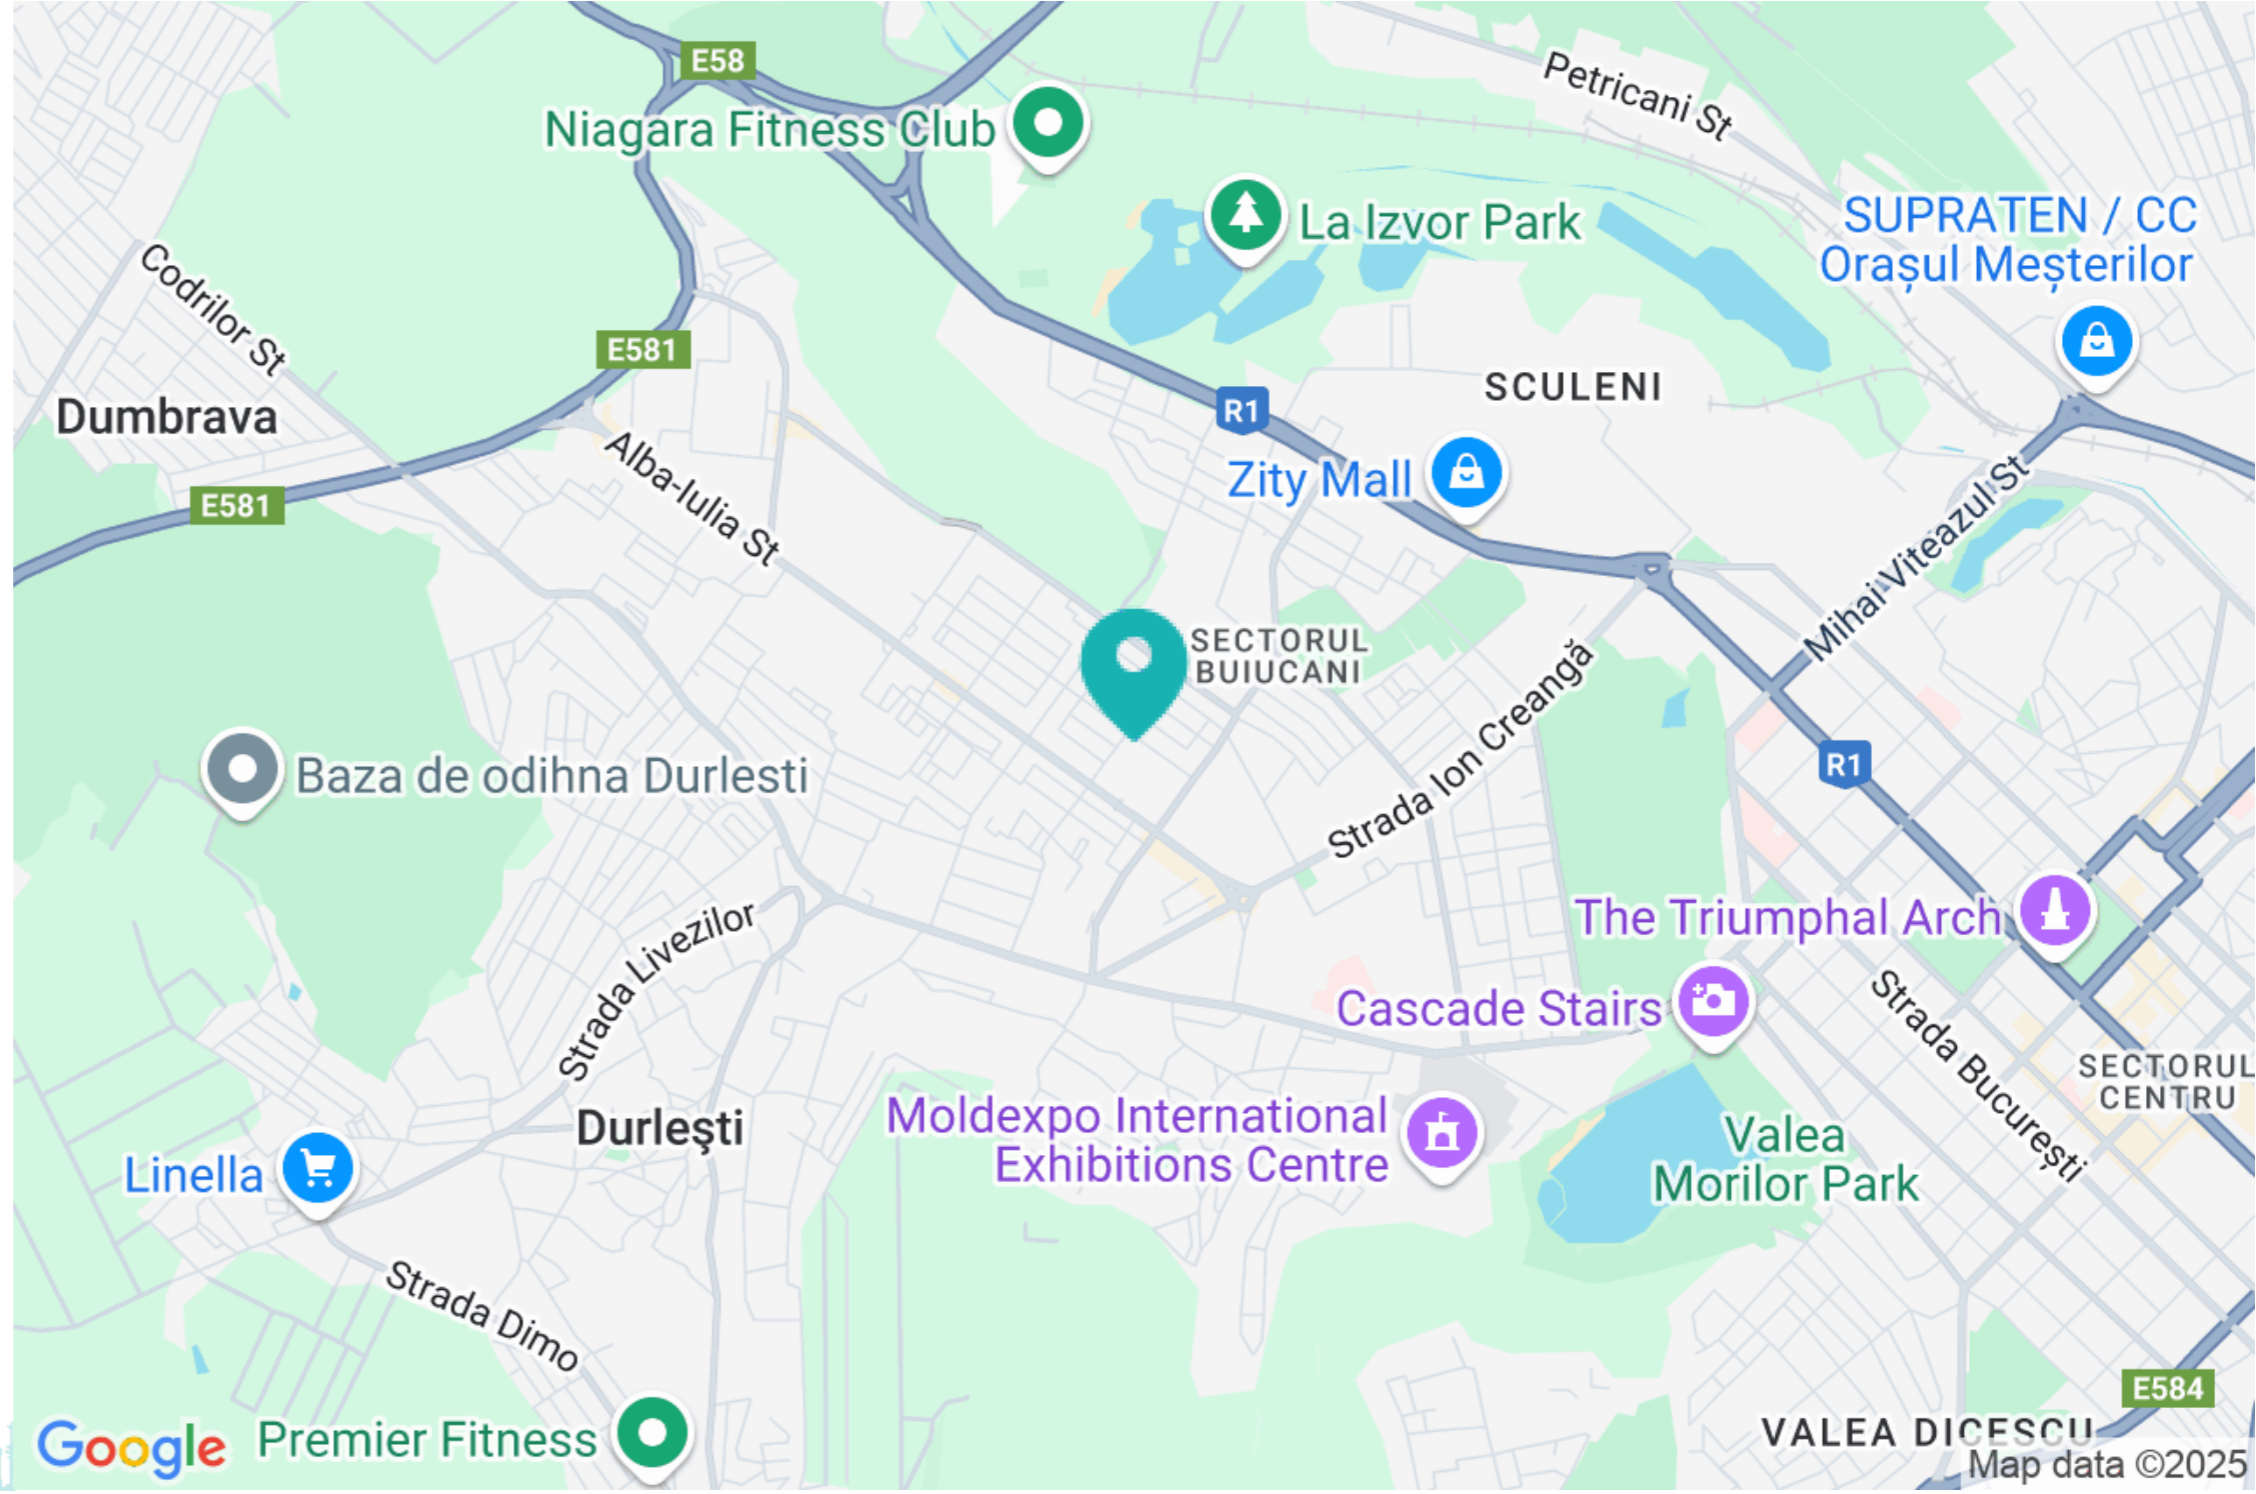 E58
Petricani St
Niagara Fitness Club
La Izvor Park
SUPRATEN / CC
Orașul Meșterilor
Codrilor St
E581
Dumbrava
SCULENI
R1
Alba-Iulia St
Zity Mall
E581
Mihai Viteazul St
SECTORUL
BUIUCANI
Strada Ion Creangă
R1
Baza de odihna Durlesti
The Triumphal Arch
Strada Livezilor
Cascade Stairs
Strada București
SECTORUL
CENTRU
Durleşti
Moldexpo International
Exhibitions Centre
Valea
Morilor Park
Linella
Strada Dimo
E584
Google
Premier Fitness
VALEA DICESCU
Map data ©2025